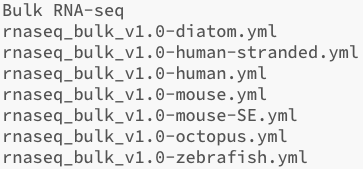 Bulk RNA-seq
rnaseq_bulk_v1.0-diatom.yml
rnaseq_bulk_v1.0-human-stranded.yml
rnaseq_bulk_v1.0-human.yml
rnaseq_bulk_v1.0-mouse.yml
rnaseq_bulk_v1.0-mouse-SE.yml
rnaseq_bulk_v1.0-octopus.yml
rnaseq_bulk_v1.0-zebrafish.yml